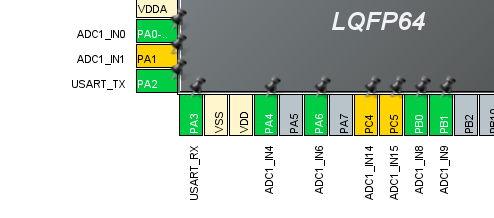 VDDA
LQFP64
ADC1_IN0 PA0-..
ADC1_IN1 PA1
USART_TX PA2
PA3 VSS VDD PA4 PA5 PA6 PA7 PC4 PC5 PB0 PB1 PB2
USART_RX ADC1_IN4 ADC1_IN6 ADC1_IN14 ADC1_IN15 ADC1_IN8 ADC1_IN9